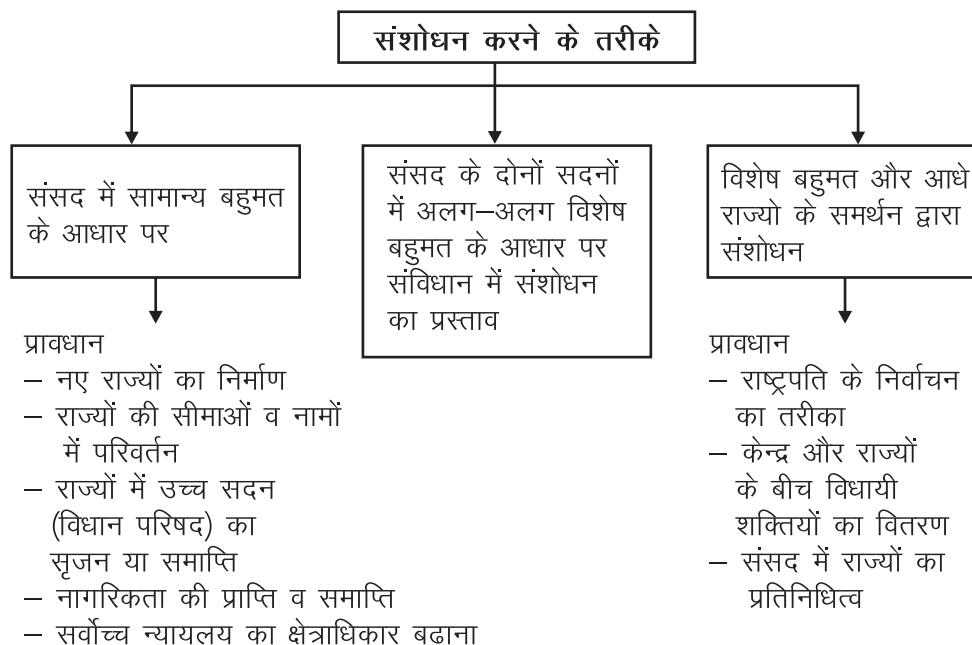 संशोधन करने के तरीके
संसद में सामान्य बहुमत
के आधार पर
संसद के दोनों सदनों
में अलग–अलग विशेष
बहुमत के आधार पर
संविधान में संशोधन
का प्रस्ताव
विशेष बहुमत और आधे
राज्यो के समर्थन द्वारा
संशोधन
प्रावधान
– नए राज्यों का निर्माण
– राज्यों की सीमाओं व नामों
में परिवर्तन
– राज्यों में उच्च सदन
(विधान परिषद) का
सृजन या समाप्ति
– नागरिकता की प्राप्ति व समाप्ति
– सर्वोच्च न्यायलय का क्षेत्राधिकार बढाना
प्रावधान
– राष्ट्रपति के निर्वाचन
का तरीका
– केन्द्र और राज्यों
के बीच विधायी
शक्तियों का वितरण
– संसद में राज्यों का
प्रतिनिधित्व